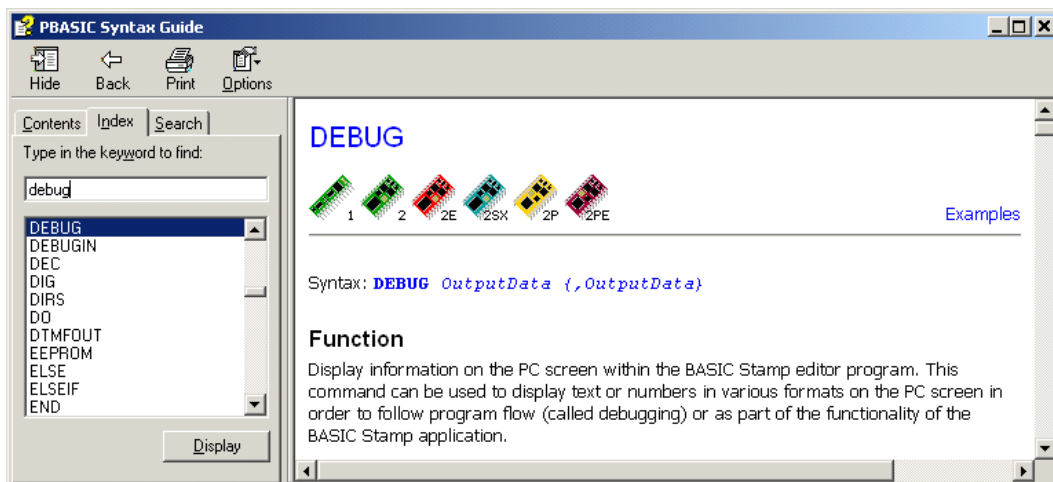 PBASIC Syntax Guide
Hide Back Print Options
Contents Index Search
Type in the keyword to find:
debug
DEBUG
DEBUGIN
DEC
DIG
DIRS
DO
DTMFOUT
EEPROM
ELSE
ELSEIF
END
Display
DEBUG
1 2 2E 2SX 2P 2PE
Examples
Syntax: DEBUG OutputData {,OutputData}
Function
Display information on the PC screen within the BASIC Stamp editor program. This
command can be used to display text or numbers in various formats on the PC screen in
order to follow program flow (called debugging) or as part of the functionality of the
BASIC Stamp application.